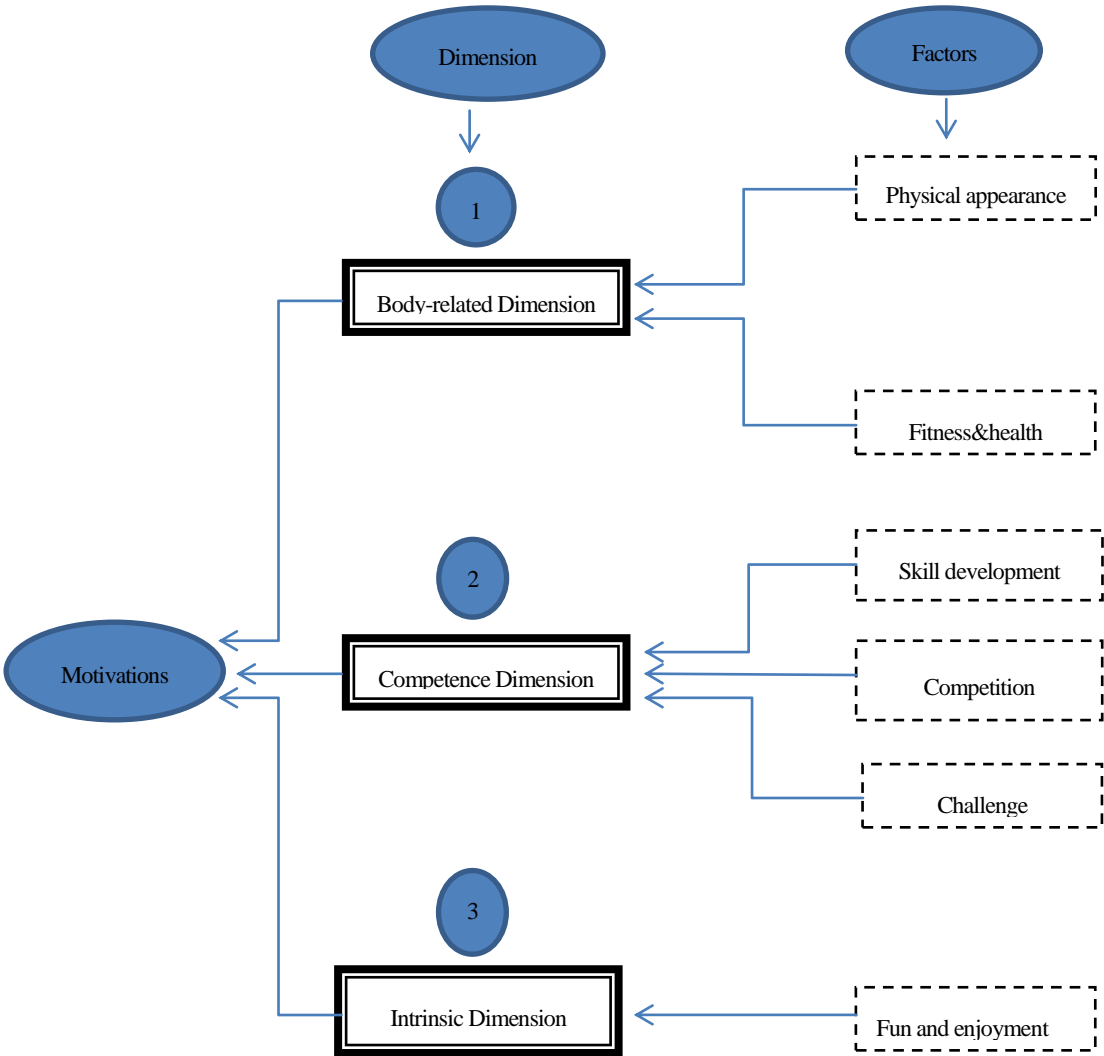 Dimension
Factors
1
Physical appearance
Body-related Dimension
Fitness&health
2
Skill development
Motivations
Competence Dimension
Competition
Challenge
3
Intrinsic Dimension
Fun and enjoyment